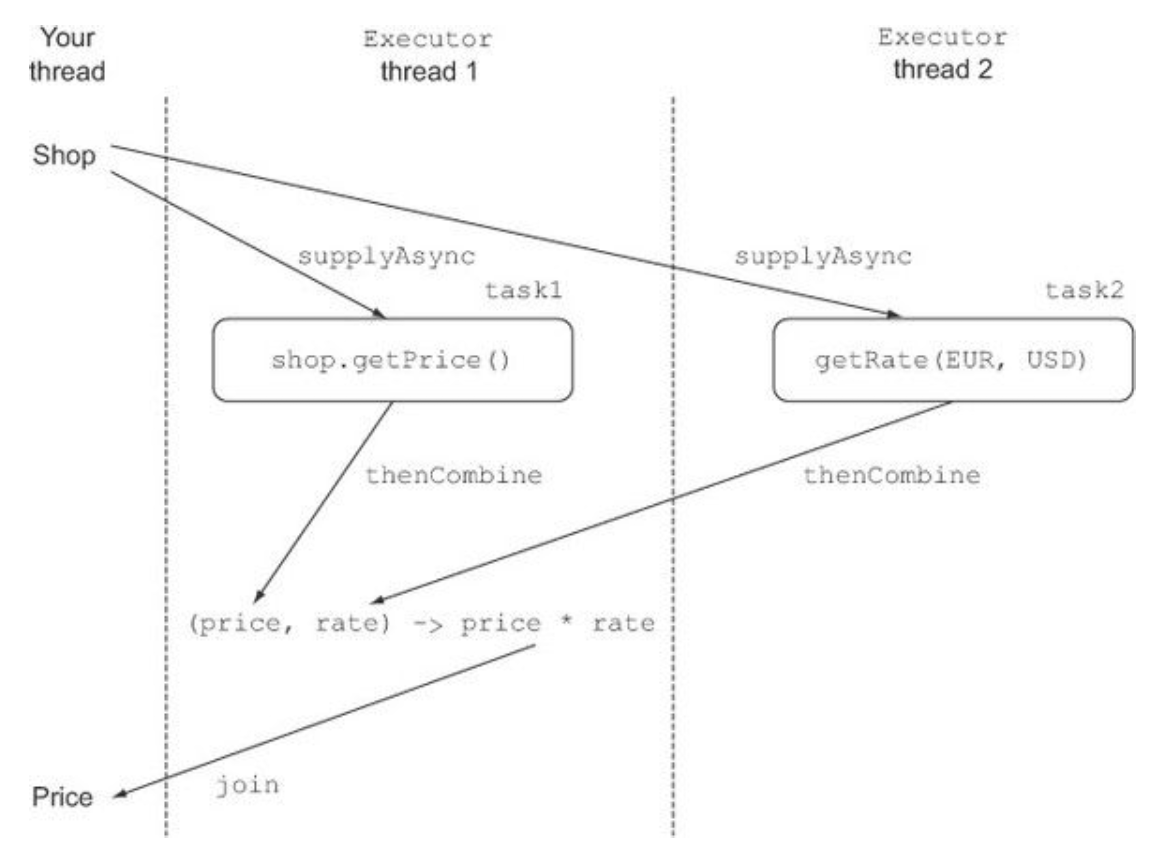 Your
thread
Executor
thread 1
Executor
thread 2
Shop
supplyAsync
supplyAsync
task1
task2
shop.getPrice()
getRate(EUR, USD)
thenCombine
thenCombine
(price, rate) -> price * rate
join
Price